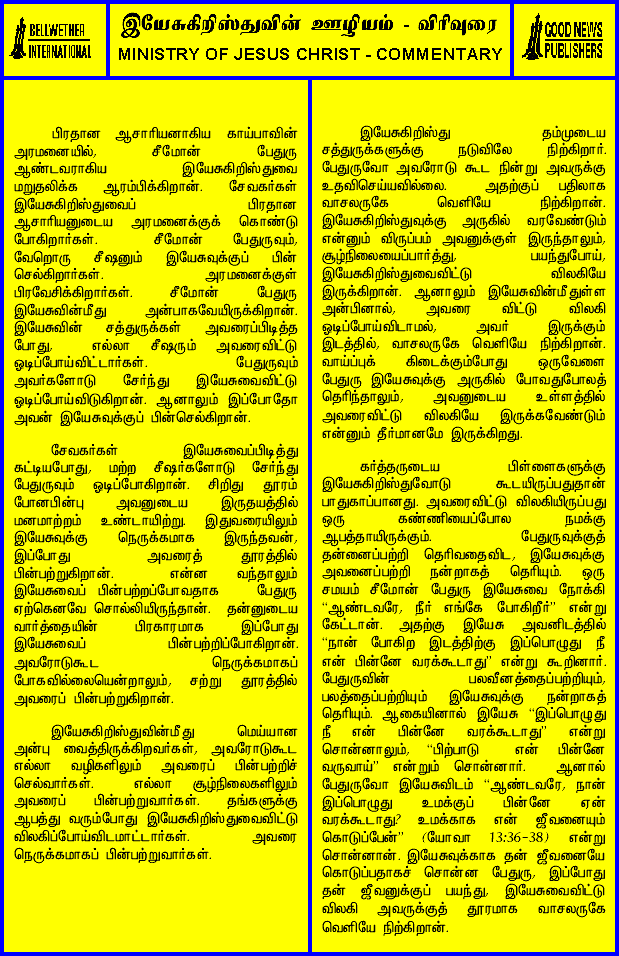 BELLWETHER
INTERNATIONAL
இயேசுகிறிஸ்துவின் ஊழியம் - விரிவுரை
MINISTRY OF JESUS CHRIST - COMMENTARY
GOOD NEWS
PUBLISHERS
பிரதான ஆசாரியனாகிய காய்பாவின்
அரமனையில், சீமோன் பேதுரு
ஆண்டவராகிய இயேசுகிறிஸ்துவை
மறுதலிக்க ஆரம்பிக்கிறான். சேவகர்கள்
இயேசுகிறிஸ்துவைப் பிரதான
ஆசாரியனுடைய அரமனைக்குக் கொண்டு
போகிறார்கள். சீமோன் பேதுருவும்,
வேறொரு சீஷனும் இயேசுவுக்குப் பின்
செல்கிறார்கள். அரமனைக்குள்
பிரவேசிக்கிறார்கள். சீமோன் பேதுரு
இயேசுவின்மீது அன்பாகவேயிருக்கிறான்.
இயேசுவின் சத்துருக்கள் அவரைப்பிடித்த
போது, எல்லா சீஷரும் அவரைவிட்டு
ஓடிப்போய்விட்டார்கள். பேதுருவும்
அவர்களோடு சேர்ந்து இயேசுவைவிட்டு
ஓடிப்போய்விடுகிறான். ஆனாலும் இப்போதோ
அவன் இயேசுவுக்குப் பின்செல்கிறான்.
சேவகர்கள் இயேசுவைப்பிடித்து
கட்டியபோது, மற்ற சீஷர்களோடு சேர்ந்து
பேதுருவும் ஓடிப்போகிறான். சிறிது தூரம்
போனபின்பு அவனுடைய இருதயத்தில்
மனமாற்றம் உண்டாயிற்று. இதுவரையிலும்
இயேசுவுக்கு நெருக்கமாக இருந்தவன்,
இப்போது அவரைத் தூரத்தில்
பின்பற்றுகிறான். என்ன வந்தாலும்
இயேசுவைப் பின்பற்றப்போவதாக பேதுரு
ஏற்கெனவே சொல்லியிருந்தான். தன்னுடைய
வார்த்தையின் பிரகாரமாக இப்போது
இயேசுவைப் பின்பற்றிப்போகிறான்.
அவரோடுகூட நெருக்கமாகப்
போகவில்லையென்றாலும், சற்று தூரத்தில்
அவரைப் பின்பற்றுகிறான்.
இயேசுகிறிஸ்துவின்மீது மெய்யான
அன்பு வைத்திருக்கிறவர்கள், அவரோடுகூட
எல்லா வழிகளிலும் அவரைப் பின்பற்றிச்
செல்வார்கள். எல்லா சூழ்நிலைகளிலும்
அவரைப் பின்பற்றுவார்கள். தங்களுக்கு
ஆபத்து வரும்போது இயேசுகிறிஸ்துவைவிட்டு
விலகிப்போய்விடமாட்டார்கள். அவரை
நெருக்கமாகப் பின்பற்றுவார்கள்.
இயேசுகிறிஸ்து தம்முடைய
சத்துருக்களுக்கு நடுவிலே நிற்கிறார்.
பேதுருவோ அவரோடு கூட நின்று அவருக்கு
உதவிசெய்யவில்லை. அதற்குப் பதிலாக
வாசலருகே வெளியே நிற்கிறான்.
இயேசுகிறிஸ்துவுக்கு அருகில் வரவேண்டும்
என்னும் விருப்பம் அவனுக்குள் இருந்தாலும்,
சூழ்நிலையைப்பார்த்து, பயந்துபோய்,
இயேசுகிறிஸ்துவைவிட்டு விலகியே
இருக்கிறான். ஆனாலும் இயேசுவின்மீதுள்ள
அன்பினால், அவரை விட்டு விலகி
ஓடிப்போய்விடாமல், அவர் இருக்கும்
இடத்தில், வாசலருகே வெளியே நிற்கிறான்.
வாய்ப்புக் கிடைக்கும்போது ஒருவேளை
பேதுரு இயேசுவுக்கு அருகில் போவதுபோலத்
தெரிந்தாலும், அவனுடைய உள்ளத்தில்
அவரைவிட்டு விலகியே இருக்கவேண்டும்
என்னும் தீர்மானமே இருக்கிறது.
கர்த்தருடைய பிள்ளைகளுக்கு
இயேசுகிறிஸ்துவோடு கூடயிருப்பதுதான்
பாதுகாப்பானது. அவரைவிட்டு விலகியிருப்பது
ஒரு கண்ணியைப்போல நமக்கு
ஆபத்தாயிருக்கும். பேதுருவுக்குத்
தன்னைப்பற்றி தெரிவதைவிட, இயேசுவுக்கு
அவனைப்பற்றி நன்றாகத் தெரியும். ஒரு
சமயம் சீமோன் பேதுரு இயேசுவை நோக்கி
"ஆண்டவரே, நீர் எங்கே போகிறீர்" என்று
கேட்டான். அதற்கு இயேசு அவனிடத்தில்
"நான் போகிற இடத்திற்கு இப்பொழுது நீ
என் பின்னே வரக்கூடாது" என்று கூறினார்.
பேதுருவின் பலவீனத்தைப்பற்றியும்,
பலத்தைப்பற்றியும் இயேசுவுக்கு நன்றாகத்
தெரியும். ஆகையினால் இயேசு "இப்பொழுது
நீ என் பின்னே வரக்கூடாது" என்று
சொன்னாலும், "பிற்பாடு என் பின்னே
வருவாய்" என்றும் சொன்னார். ஆனால்
பேதுருவோ இயேசுவிடம் "ஆண்டவரே, நான்
இப்பொழுது உமக்குப் பின்னே ஏன்
வரக்கூடாது? உமக்காக என் ஜீவனையும்
கொடுப்பேன்" (யோவா 13:36-38) என்று
சொன்னான். இயேசுவுக்காக தன் ஜீவனையே
கொடுப்பதாகச் சொன்ன பேதுரு, இப்போது
தன் ஜீவனுக்குப் பயந்து, இயேசுவைவிட்டு
விலகி அவருக்குத் தூரமாக வாசலருகே
வெளியே நிற்கிறான்.